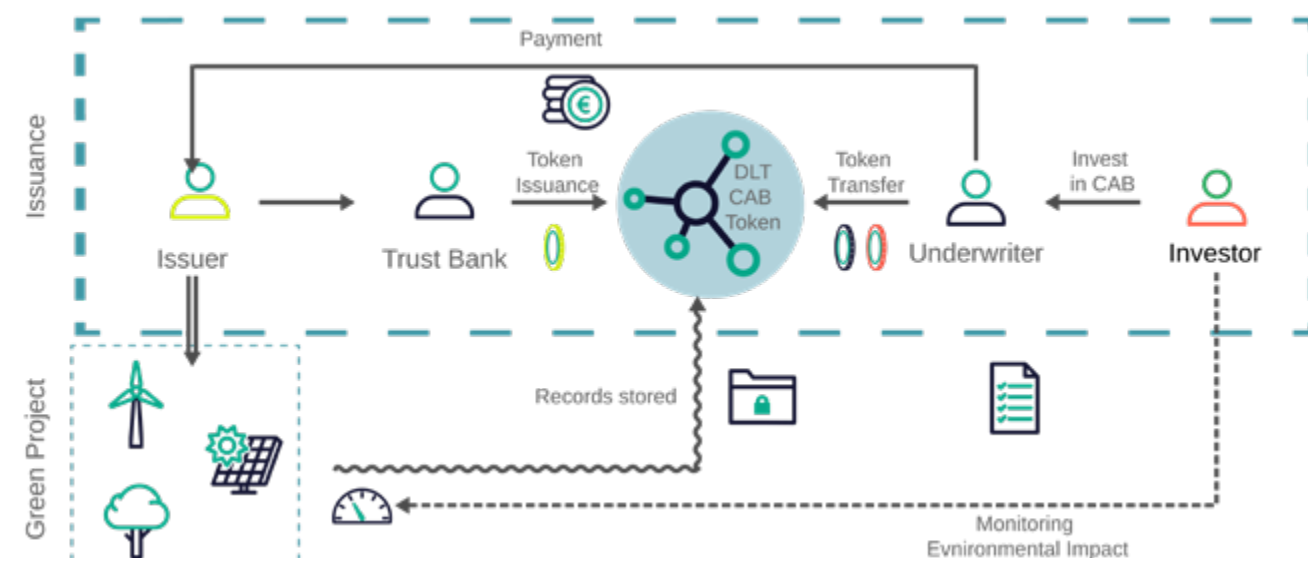 Payment
Issuance
Token
Issuance
DLT
CAB
Token
Token
Transfer
Invest
in CAB
Issuer
Trust Bank
Underwriter
Investor
€
Green Project
Records stored
Monitoring
Evnironmental Impact